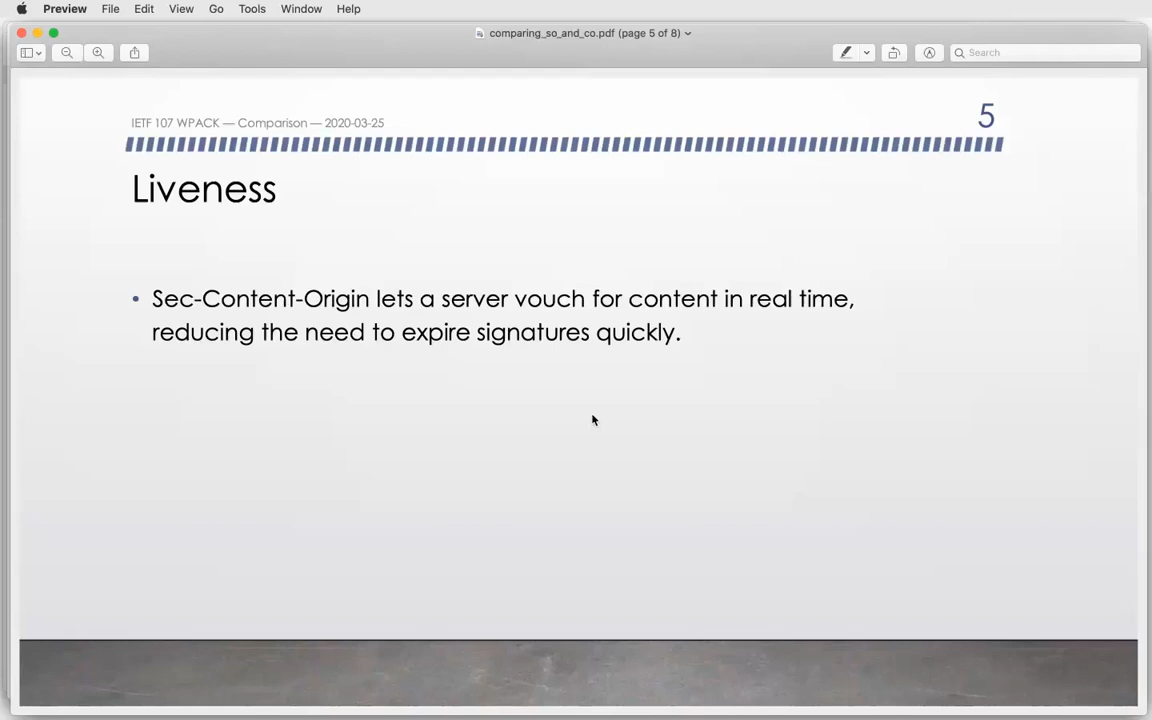 Preview File Edit View Go Tools Window Help
comparing_so_and_co.pdf (page 5 of 8)
Search
IETF 107 WPACK — Comparison — 2020-03-25
5
Liveness
• Sec-Content-Origin lets a server vouch for content in real time,
reducing the need to expire signatures quickly.